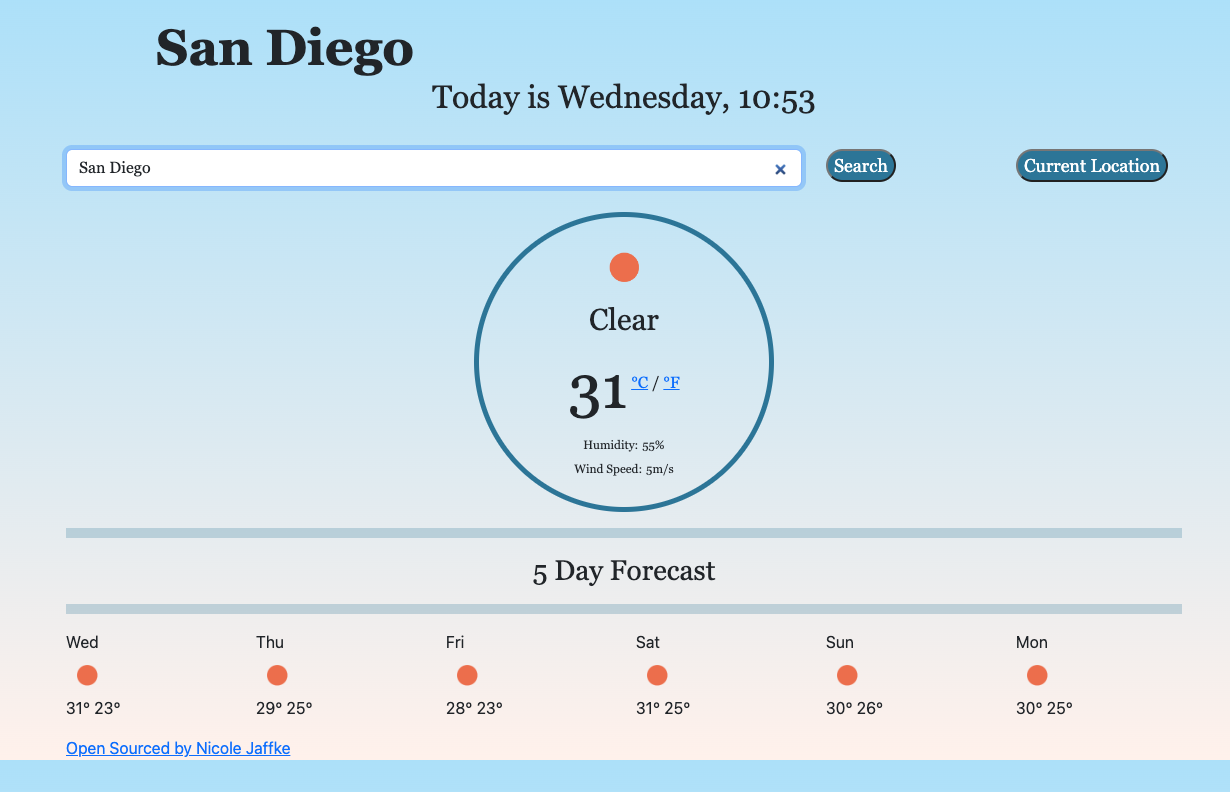 San Diego
Today is Wednesday, 10:53
San Diego ×
Search
Current Location
Clear
31 °C / °F
Humidity: 55%
Wind Speed: 5m/s
5 Day Forecast
Wed Thu Fri Sat Sun Mon
31° 23° 29° 25° 28° 23° 31° 25° 30° 26° 30° 25°
Open Sourced by Nicole Jaffke